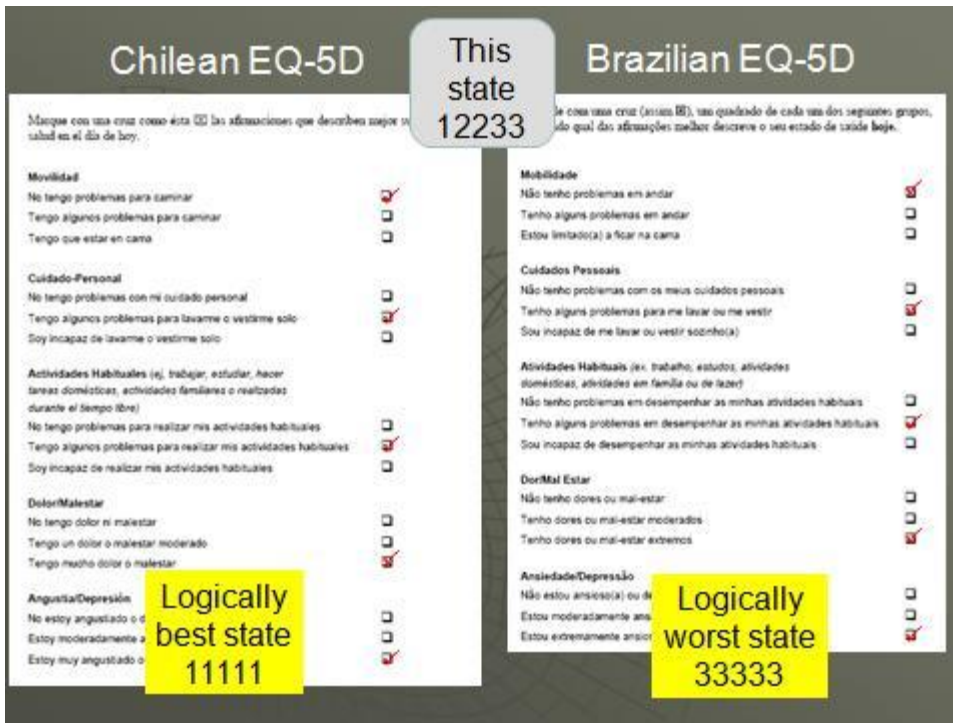 Chilean EQ-5D
This
state
12233
Brazilian EQ-5D
Marque con una cruz como ésta ☒ las afirmaciones que describen mejor su
salud en el día de hoy.
Movilidad
No tengo problemas para caminar
Tengo algunos problemas para caminar
Tengo que estar en cama
Cuidado-Personal
No tengo problemas con mi cuidado personal
Tengo algunos problemas para lavarme o vestirme solo
Soy incapaz de lavarme o vestirme solo
Actividades Habituales (ej, trabajar, estudiar, hacer
tareas domésticas, actividades familiares o realizadas
durante el tiempo libre)
No tengo problemas para realizar mis actividades habituales
Tengo algunos problemas para realizar mis actividades habituales
Soy incapaz de realizar mis actividades habituales
Dolor/Malestar
No tengo dolor ni malestar
Tengo un dolor o malestar moderado
Tengo mucho dolor o malestar
Angustia/Depresión
No estoy angustiado o
Estoy moderadamente
Estoy muy angustiado o
Logically
best state
11111
com uma cruz (assim ☒), um quadrado de cada um dos seguintes grupos,
qual das afirmações melhor descreve o seu estado de saúde hoje.
Mobilidade
Não tenho problemas em andar
Tenho alguns problemas em andar
Estou limitado(a) a ficar na cama
Cuidados Pessoais
Não tenho problemas com os meus cuidados pessoais
Tenho alguns problemas para me lavar ou me vestir
Sou incapaz de me lavar ou vestir sozinho(a)
Atividades Habituais (ex. trabalho, estudos, atividades
domésticas, atividades em família ou de lazer)
Não tenho problemas em desempenhar as minhas atividades habituais
Tenho alguns problemas em desempenhar as minhas atividades habituais
Sou incapaz de desempenhar as minhas atividades habituais
Dor/Mal Estar
Não tenho dores ou mal-estar
Tenho dores ou mal-estar moderados
Tenho dores ou mal-estar extremos
Ansiedade/Depressão
Não estou ansioso(a) ou
Estou moderadamente
Estou extremamente
Logically
worst state
33333